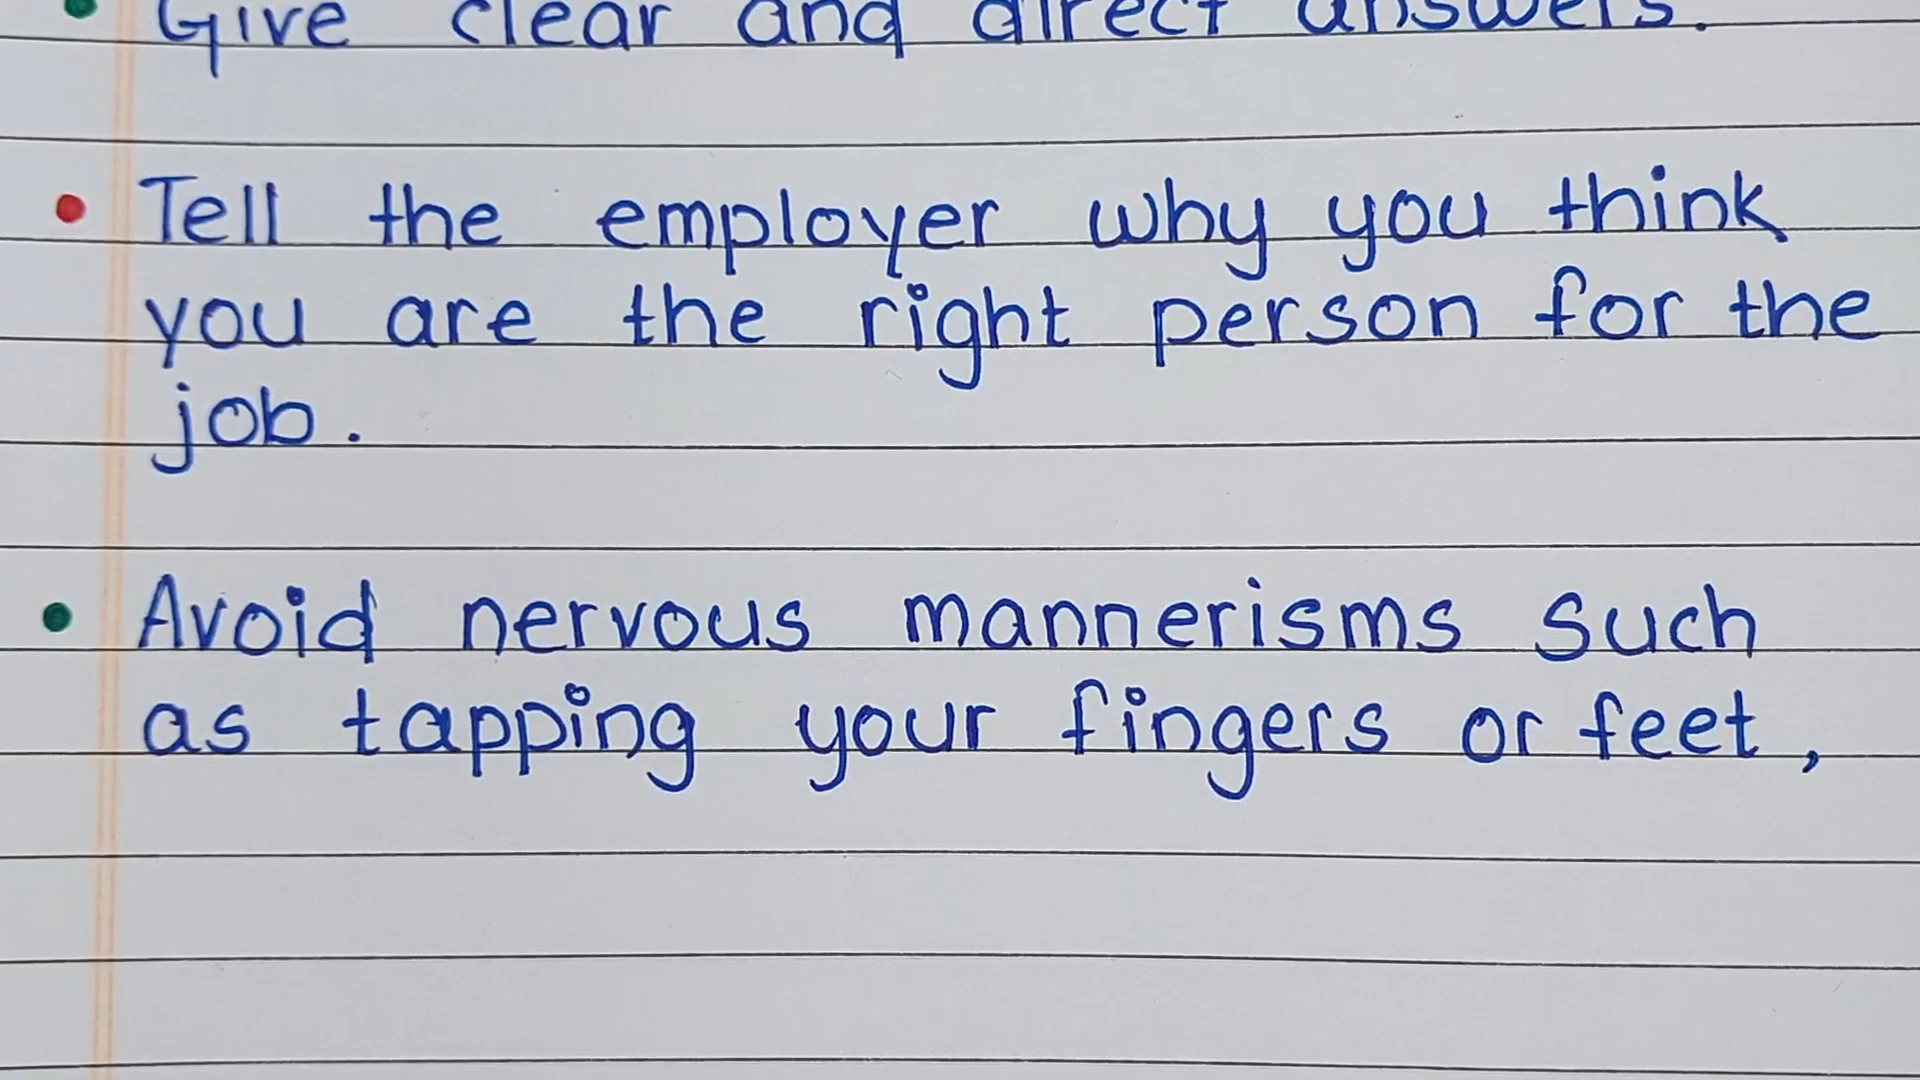 • Give clear and direct answers.
• Tell the employer why you think
you are the right person for the
job.
• Avoid nervous mannerisms such
as tapping your fingers or feet,